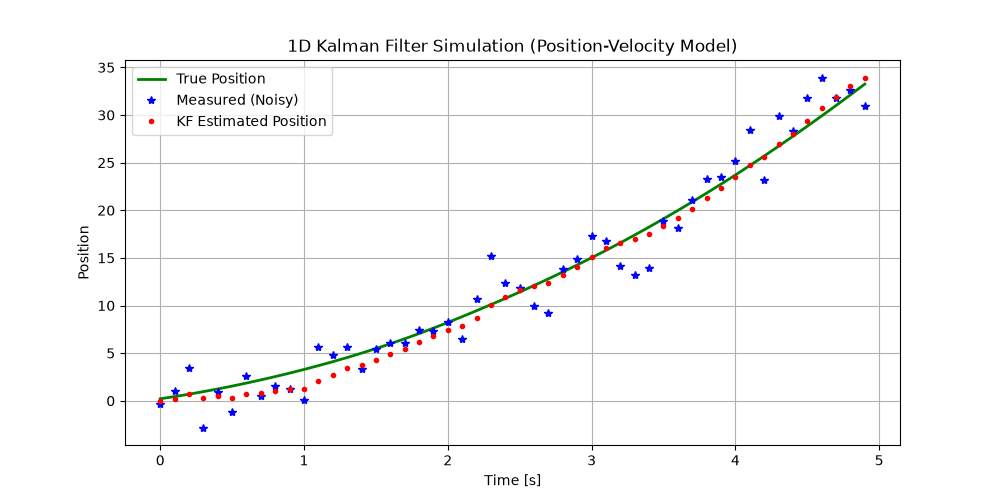 1D Kalman Filter Simulation (Position-Velocity Model)
True Position
Measured (Noisy)
KF Estimated Position
35
30
25
20
15
10
5
0
Position
0 1 2 3 4 5
Time [s]